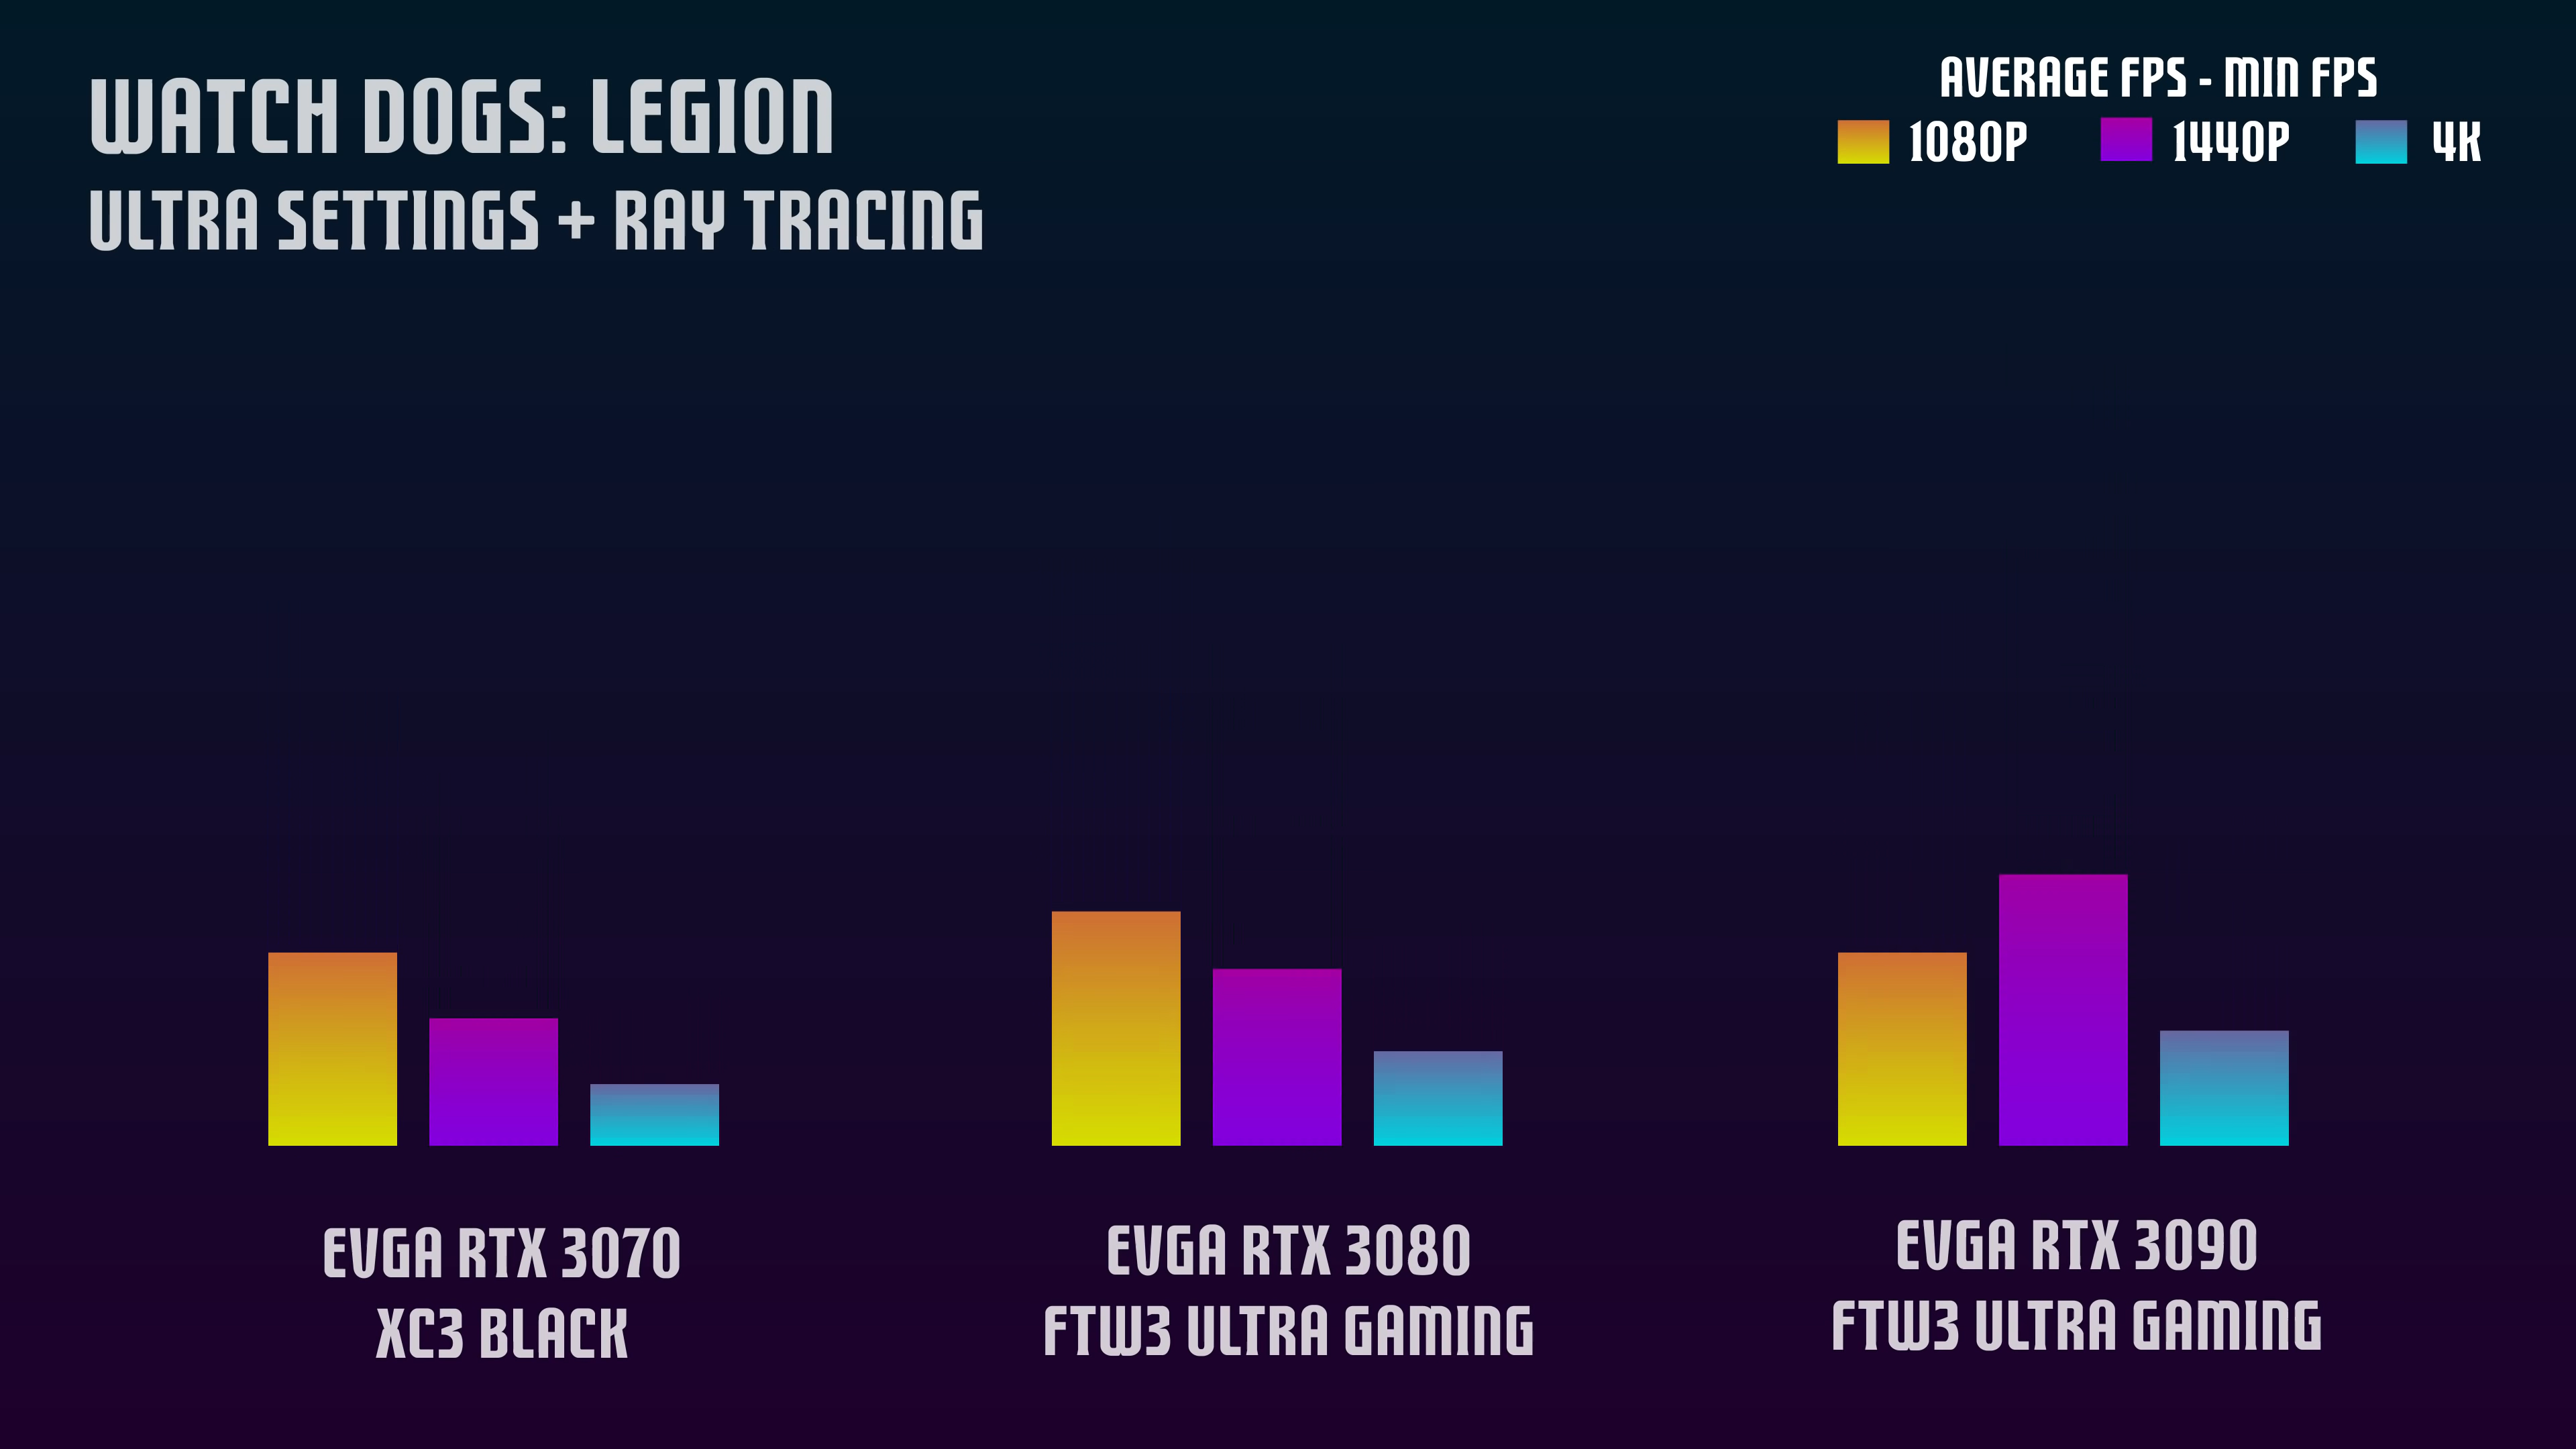 WATCH DOGS: LEGION
ULTRA SETTINGS + RAY TRACING
AVERAGE FPS - MIN FPS
1080P 1440P 4K
EVGA RTX 3070
XC3 BLACK
EVGA RTX 3080
FTW3 ULTRA GAMING
EVGA RTX 3090
FTW3 ULTRA GAMING